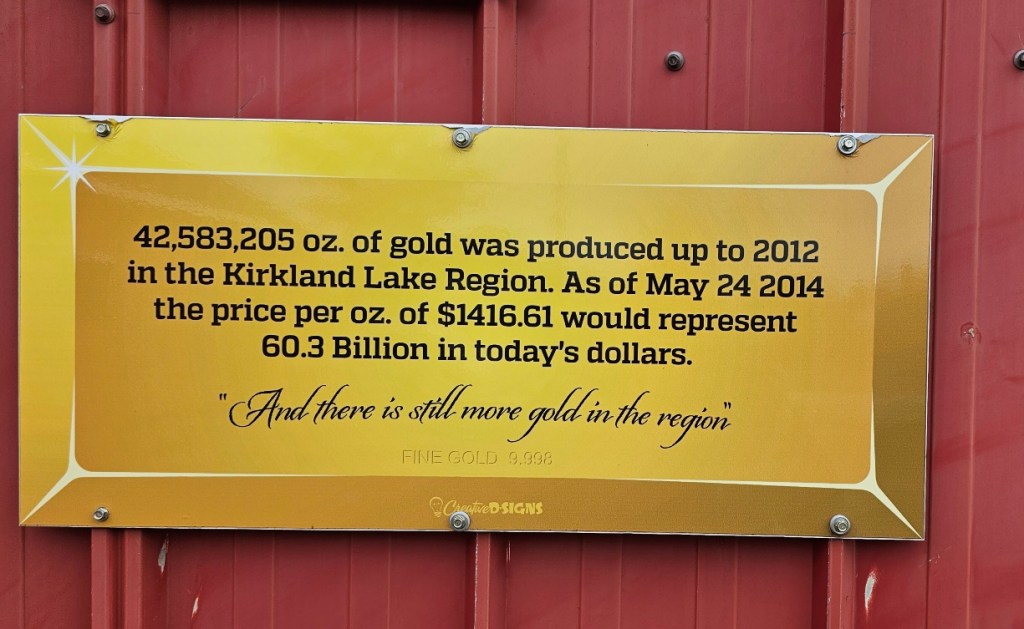 42,583,205 oz. of gold was produced up to 2012
in the Kirkland Lake Region. As of May 24 2014
the price per oz. of $1416.61 would represent
60.3 Billion in today's dollars.
"And there is still more gold in the region"
FINE GOLD 9.998
Creative D-SIGNS